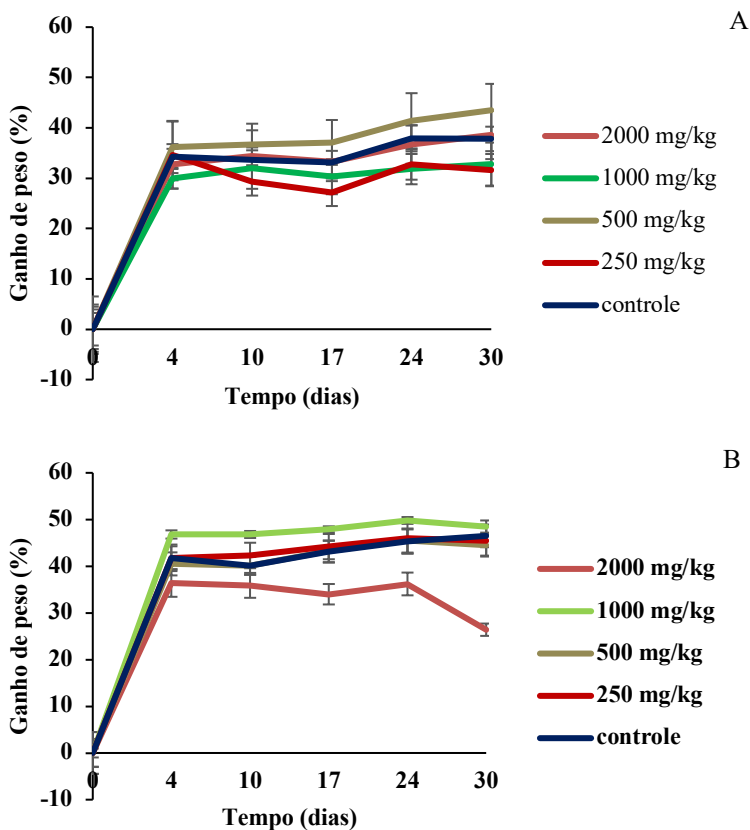 A
60
50
40
30
20
10
0
-10
Ganho de peso (%)
0 4 10 17 24 30
Tempo (dias)
2000 mg/kg
1000 mg/kg
500 mg/kg
250 mg/kg
controle
B
60
50
40
30
20
10
0
-10
Ganho de peso (%)
0 4 10 17 24 30
Tempo (dias)
2000 mg/kg
1000 mg/kg
500 mg/kg
250 mg/kg
controle